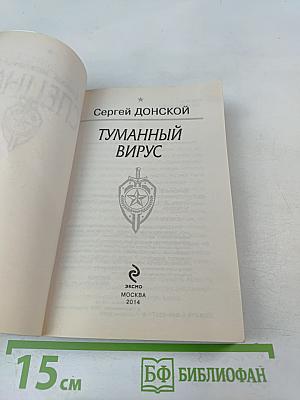 Сергей ДОНСКОЙ
ТУМАННЫЙ
ВИРУС
ЭКСМО
МОСКВА
2014
15 см
БФ БИБЛИОФАН